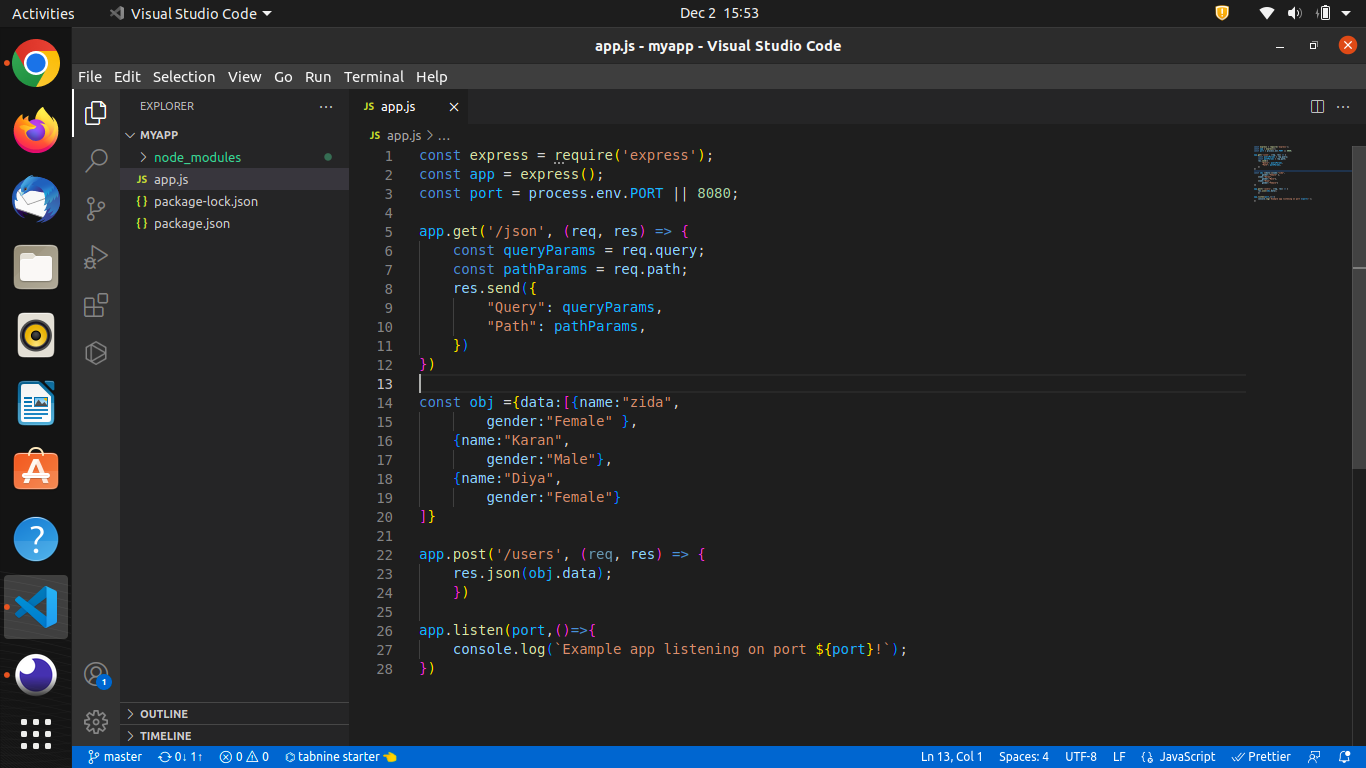 Activities
Visual Studio Code
Dec 2 15:53
app.js - myapp - Visual Studio Code
File Edit Selection View Go Run Terminal Help
EXPLORER
MYAPP
node_modules
JS app.js
{} package-lock.json
{} package.json
OUTLINE
TIMELINE
1
JS app.js
JS app.js > ...
1 const express = require('express');
2 const app = express();
3 const port = process.env.PORT || 8080;
4
5 app.get('/json', (req, res) => {
6     const queryParams = req.query;
7     const pathParams = req.path;
8     res.send({
9         "Query": queryParams,
10         "Path": pathParams,
11     })
12 })
13
14 const obj ={data:[{name:"zida",
15         gender:"Female" },
16     {name:"Karan",
17         gender:"Male"},
18     {name:"Diya",
19         gender:"Female"}
20 ]}
21
22 app.post('/users', (req, res) => {
23     res.json(obj.data);
24     })
25
26 app.listen(port,()=>{
27     console.log(`Example app listening on port ${port}!`);
28 })
master 0↓ 1↑ 0 0 tabnine starter Ln 13, Col 1 Spaces: 4 UTF-8 LF {} JavaScript Prettier